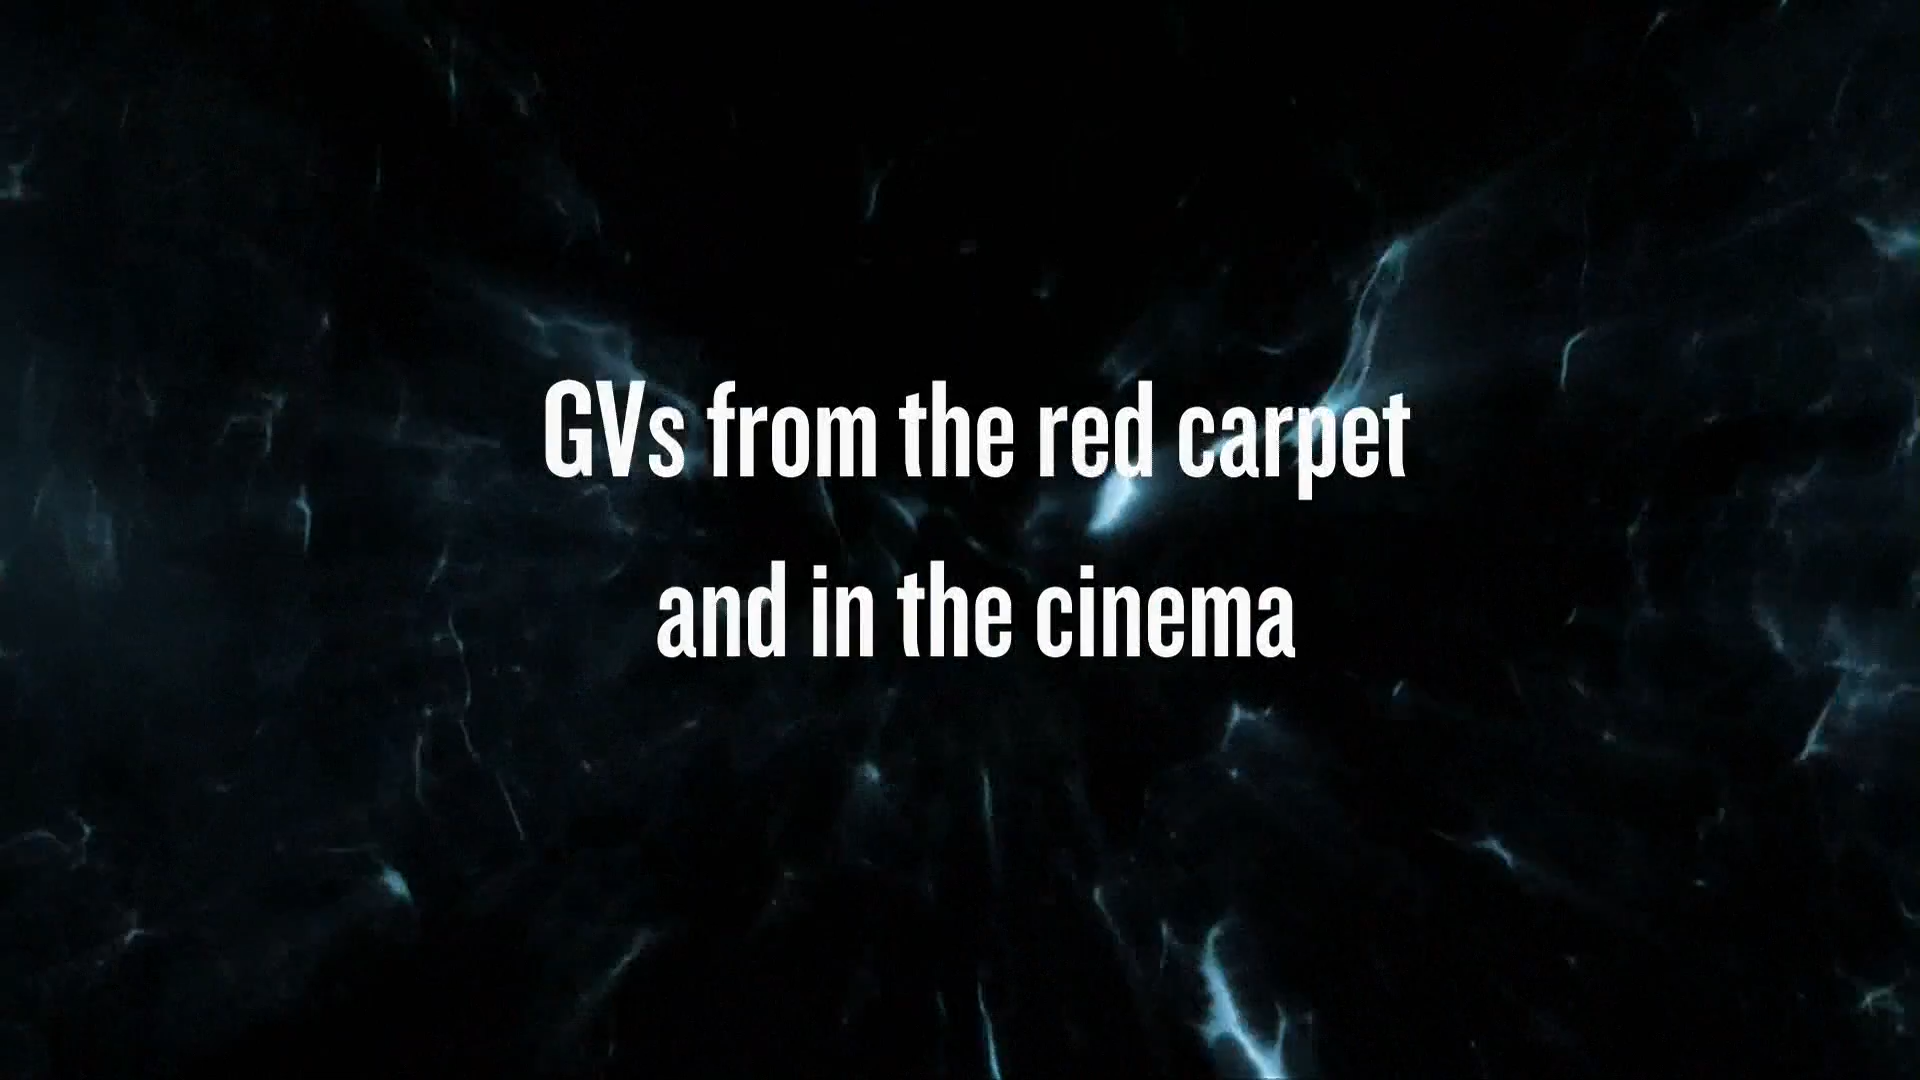 GVs from the red carpet
and in the cinema